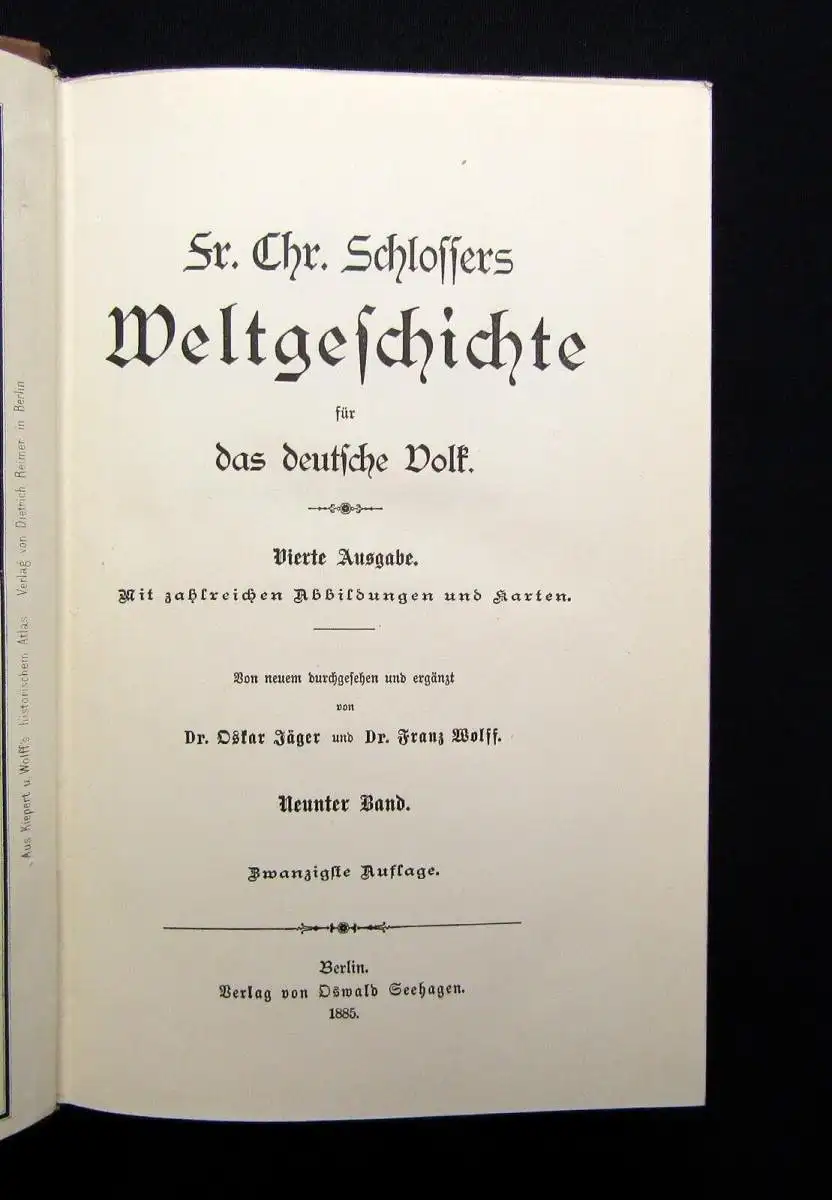 Aus Kiepert u. Wolff's historischem Atlas Verlag von Dietrich Reimer in Berlin
Fr. Chr. Schloſſers
Weltgeſchichte
für
das deutſche Volk.
Vierte Ausgabe.
Mit zahlreichen Abbildungen und Karten.
Von neuem durchgeſehen und ergänzt
von
Dr. Oskar Jäger und Dr. Franz Wolff.
Neunter Band.
Zwanzigſte Auflage.
Berlin.
Verlag von Oswald Seehagen.
1885.